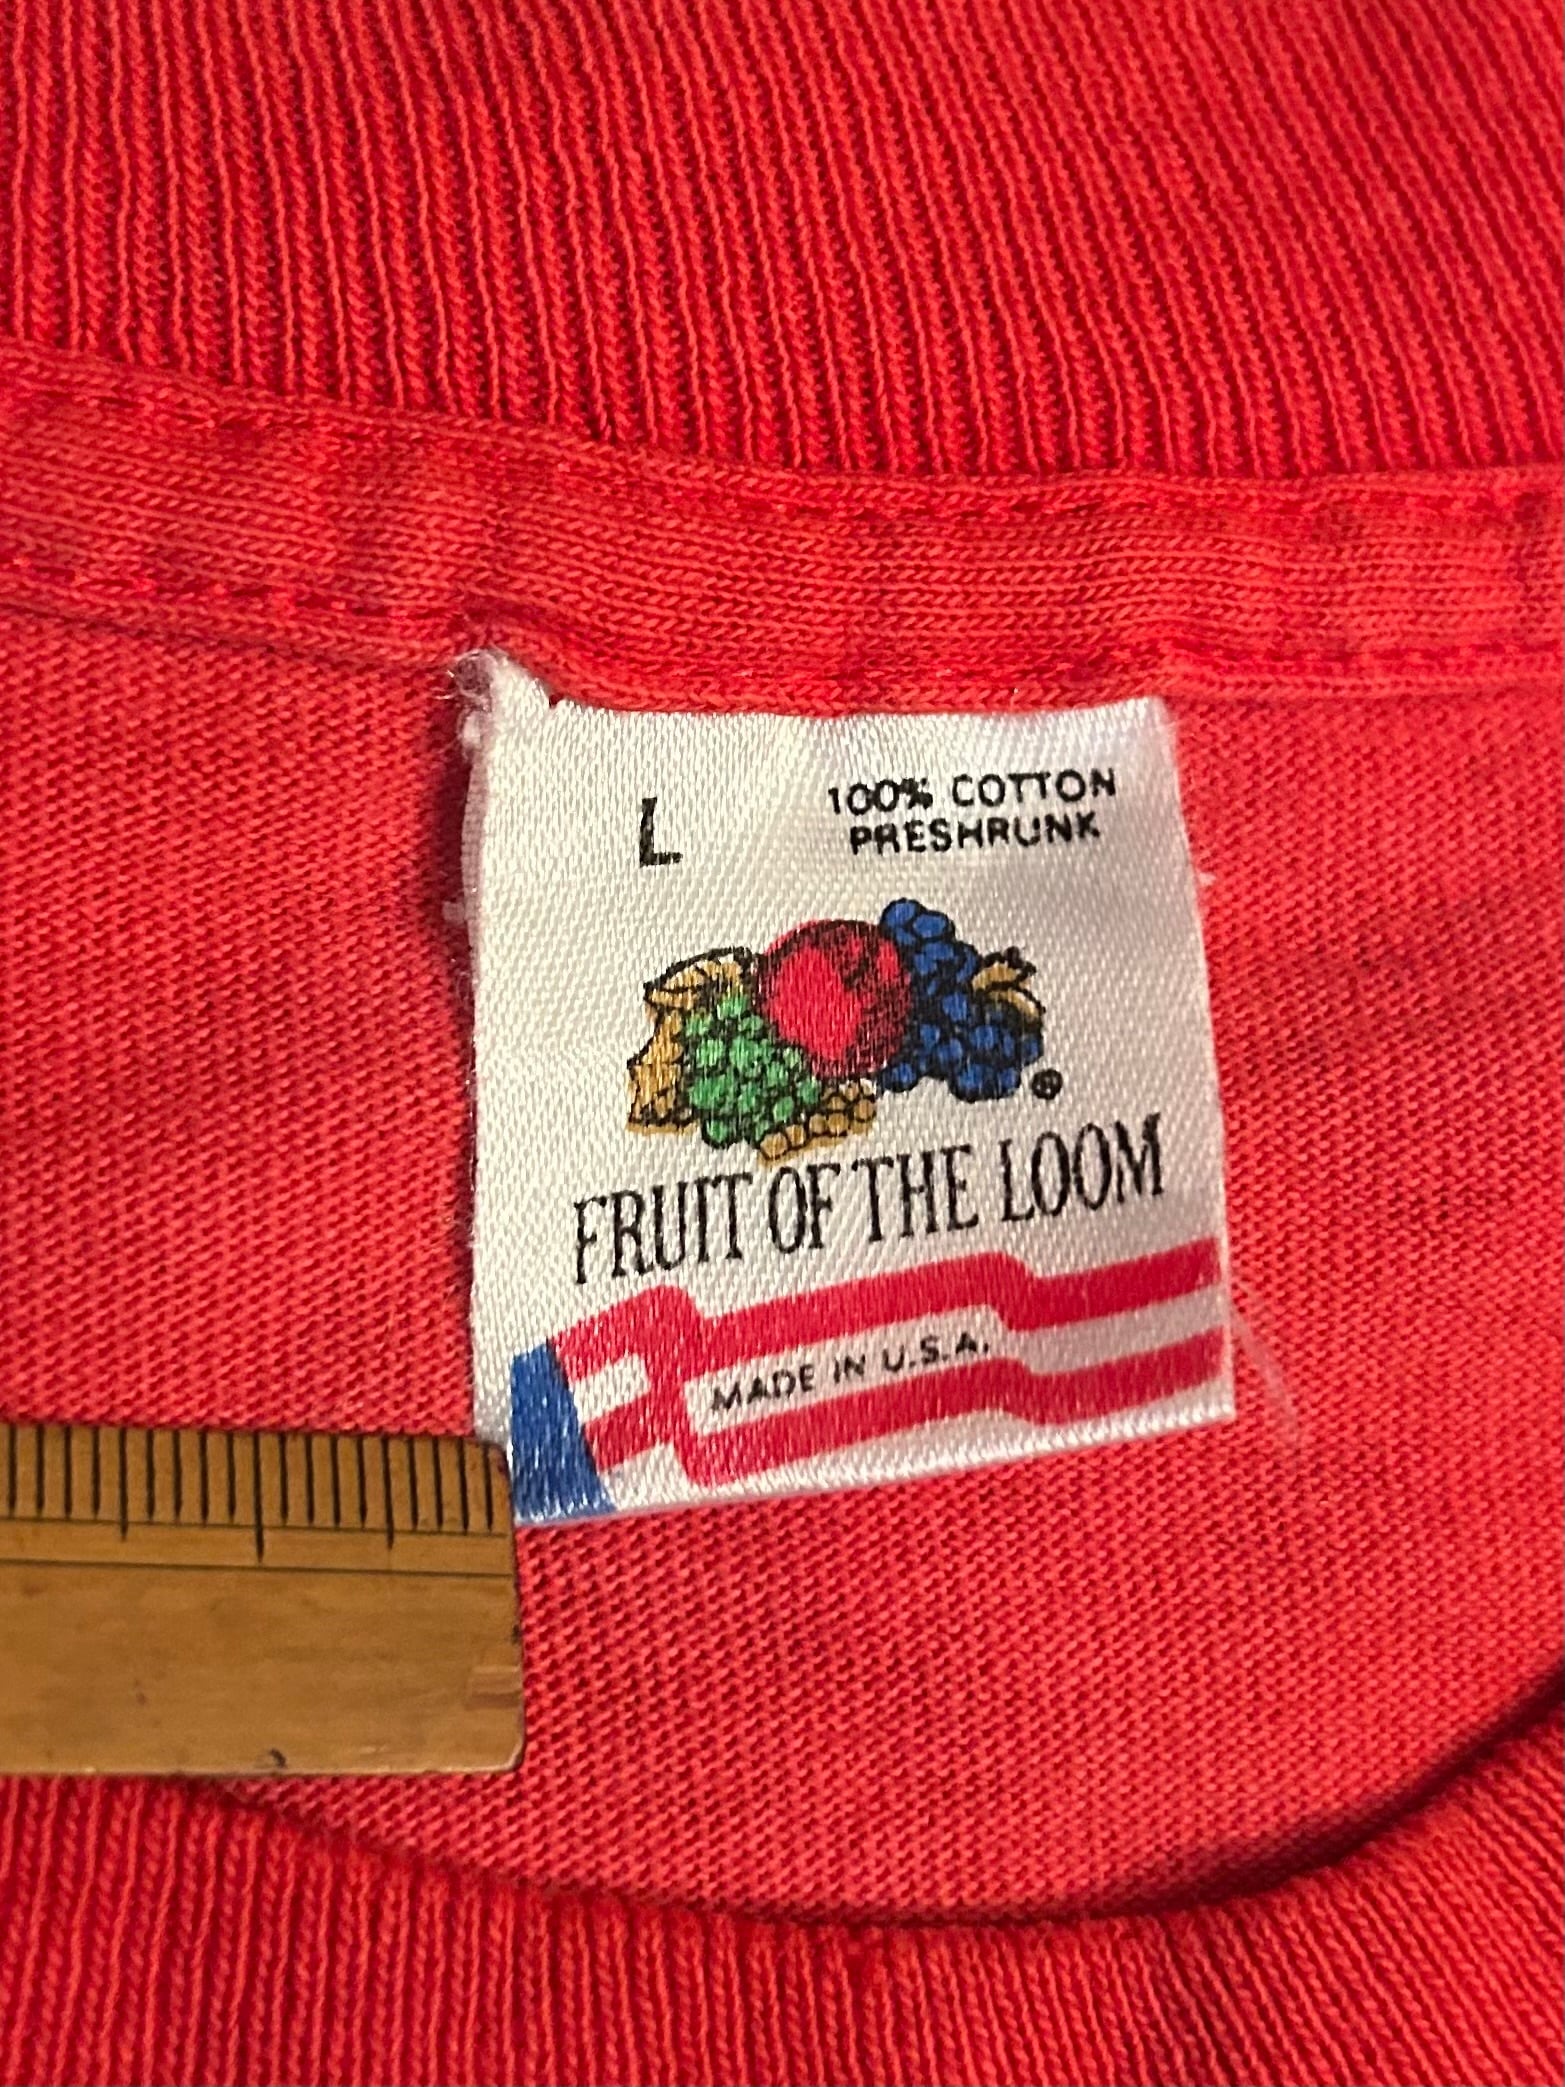 L
100% COTTON
PRESHRUNK
®
FRUIT OF THE LOOM
MADE IN U.S.A.